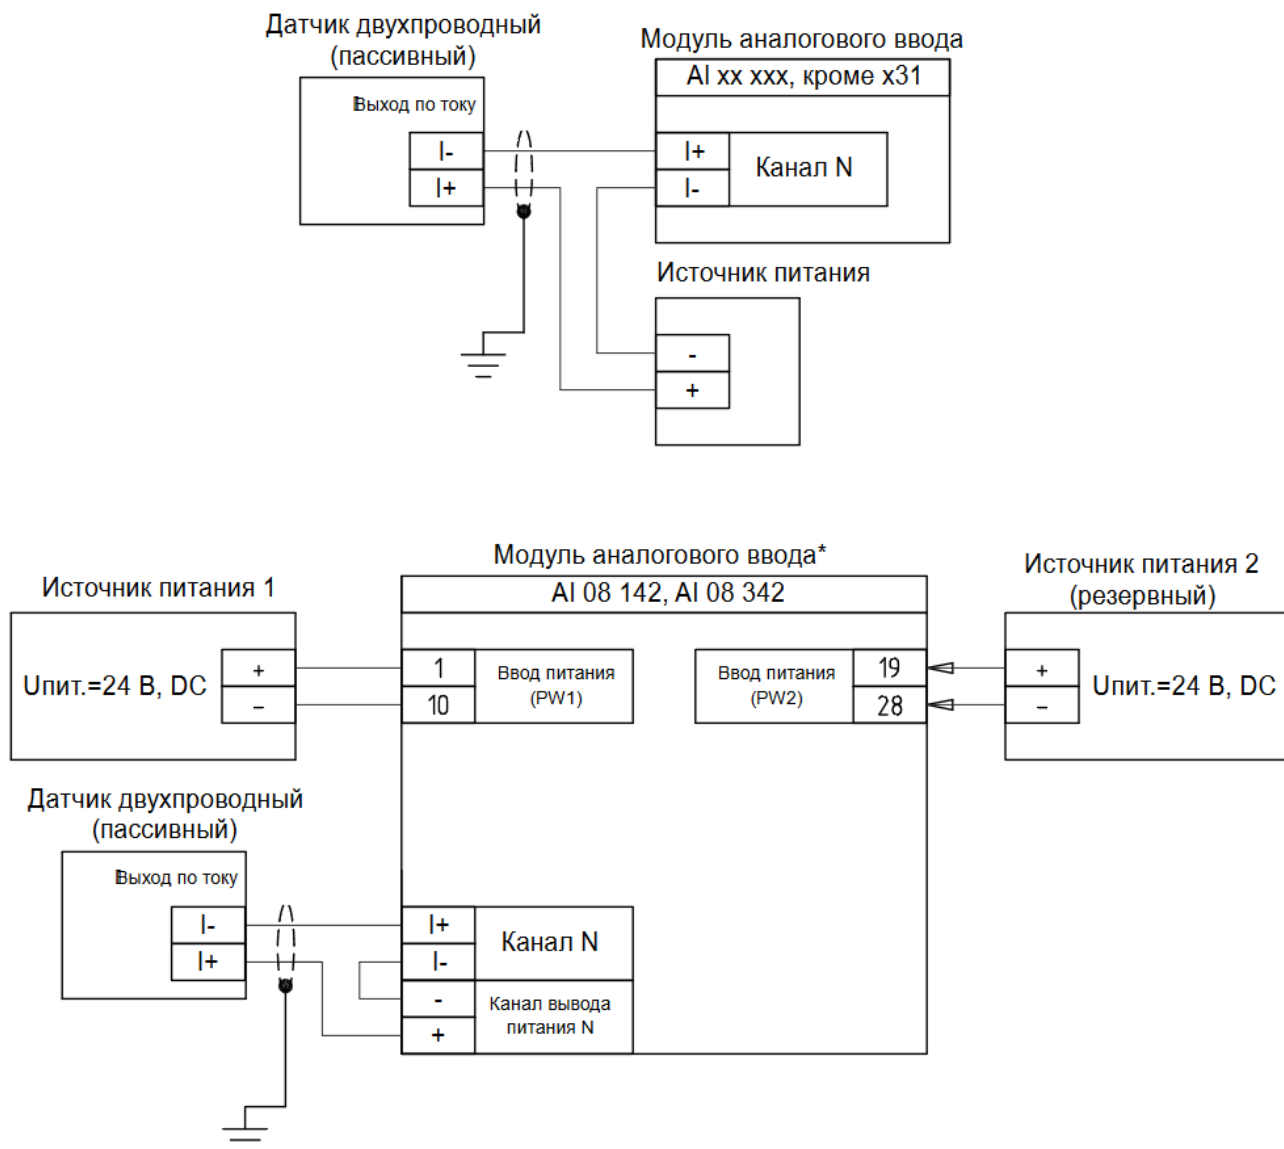 Датчик двухпроводный
(пассивный)
Выход по току
I-
I+
Модуль аналогового ввода
AI xx xxx, кроме x31
I+
I-
Канал N
Источник питания
-
+
Модуль аналогового ввода*
AI 08 142, AI 08 342
Источник питания 1
Uпит.=24 В, DC
+
–
1
10
Ввод питания
(PW1)
Ввод питания
(PW2)
19
28
Источник питания 2
(резервный)
+
–
Uпит.=24 В, DC
Датчик двухпроводный
(пассивный)
Выход по току
I-
I+
I+
I-
-
+
Канал N
Канал вывода
питания N